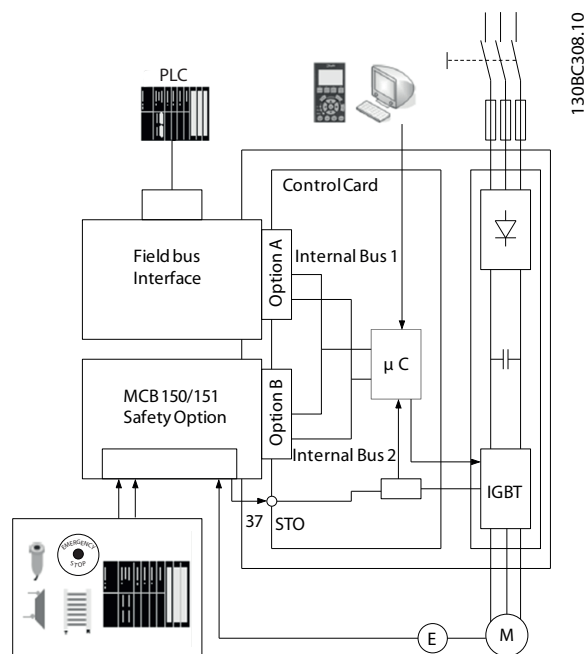 130BC308.10
PLC
Control Card
Field bus
Interface
Option A
Internal Bus 1
µ C
MCB 150/151
Safety Option
Option B
Internal Bus 2
IGBT
37
STO
EMERGENCY
STOP
E
M